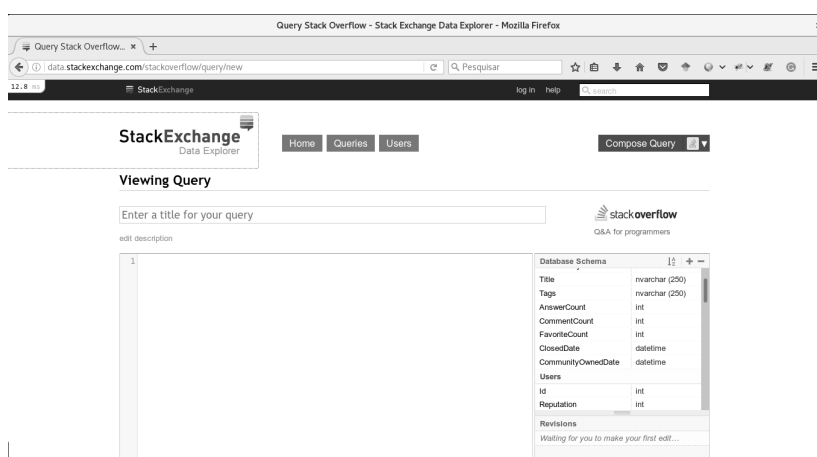 Query Stack Overflow - Stack Exchange Data Explorer - Mozilla Firefox
Query Stack Overflow... × +
data.stackexchange.com/stackoverflow/query/new
Pesquisar
12.8 ms
StackExchange
log in help search
StackExchange
Data Explorer
Home Queries Users
Compose Query
Viewing Query
Enter a title for your query
stackoverflow
Q&A for programmers
edit description
1
Database Schema
Title nvarchar (250)
Tags nvarchar (250)
AnswerCount int
CommentCount int
FavoriteCount int
ClosedDate datetime
CommunityOwnedDate datetime
Users
Id int
Reputation int
Revisions
Waiting for you to make your first edit...